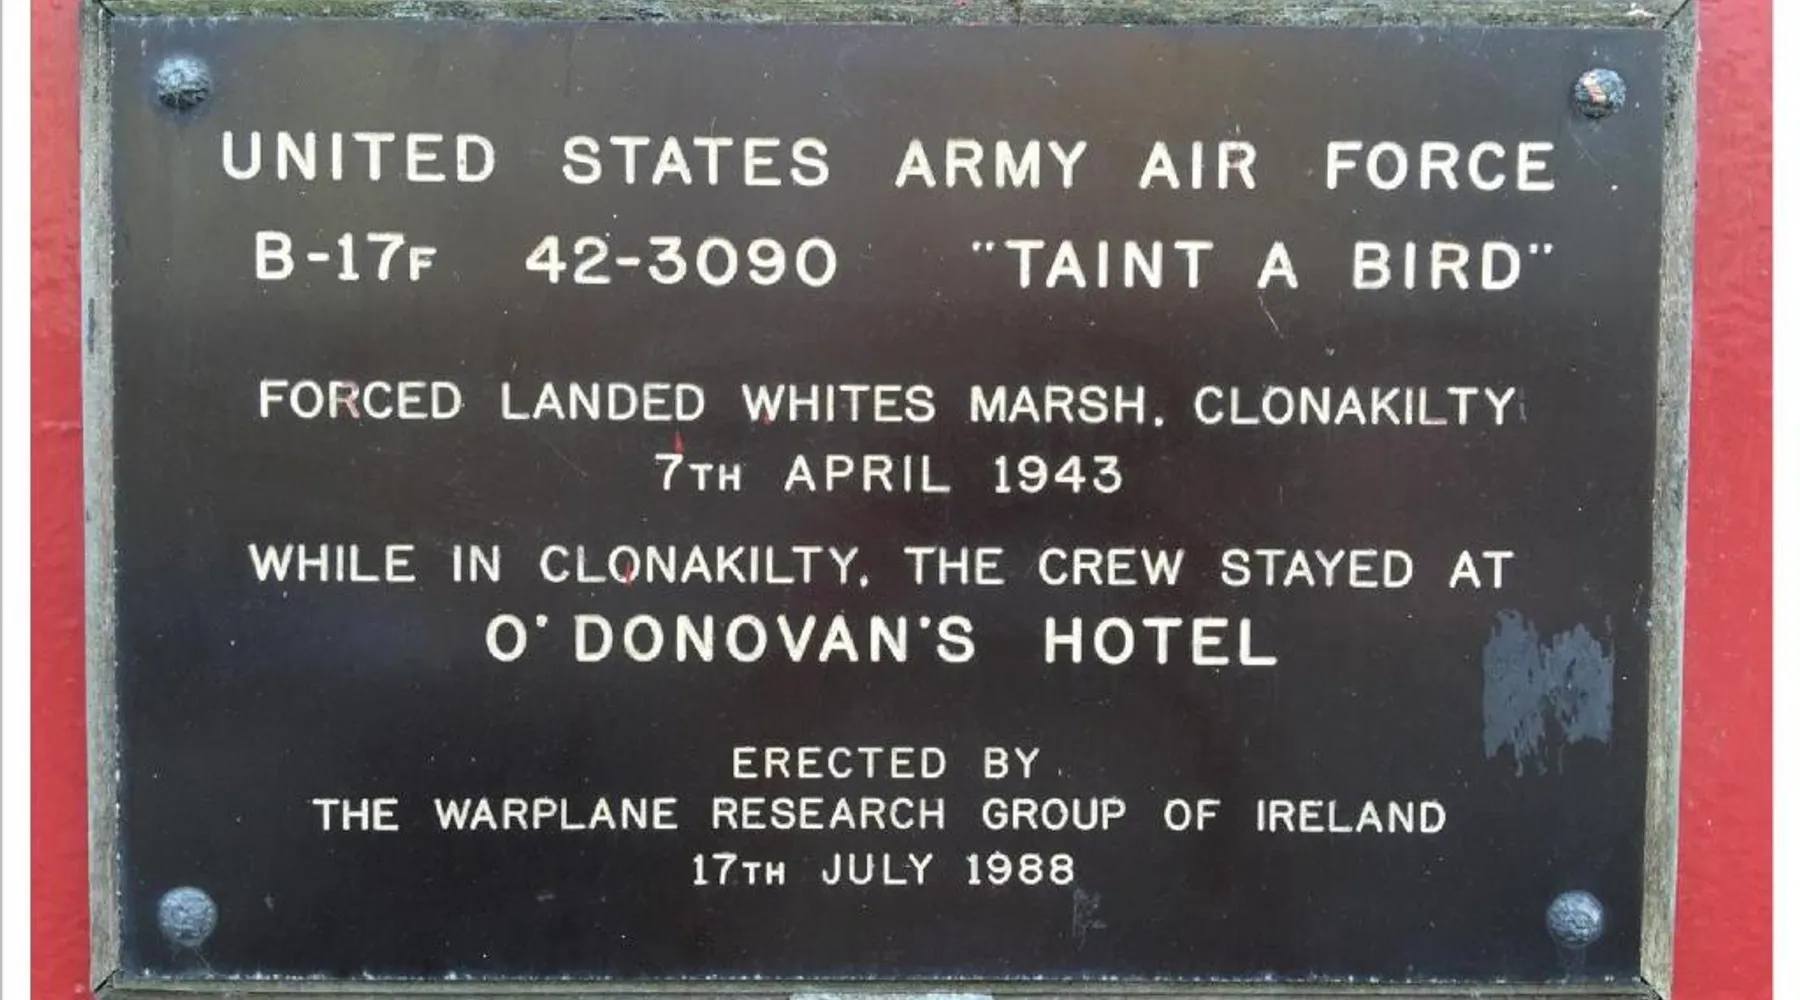 UNITED STATES ARMY AIR FORCE
B-17F 42-3090 "TAINT A BIRD"
FORCED LANDED WHITES MARSH, CLONAKILTY
7TH APRIL 1943
WHILE IN CLONAKILTY, THE CREW STAYED AT
O'DONOVAN'S HOTEL
ERECTED BY
THE WARPLANE RESEARCH GROUP OF IRELAND
17TH JULY 1988